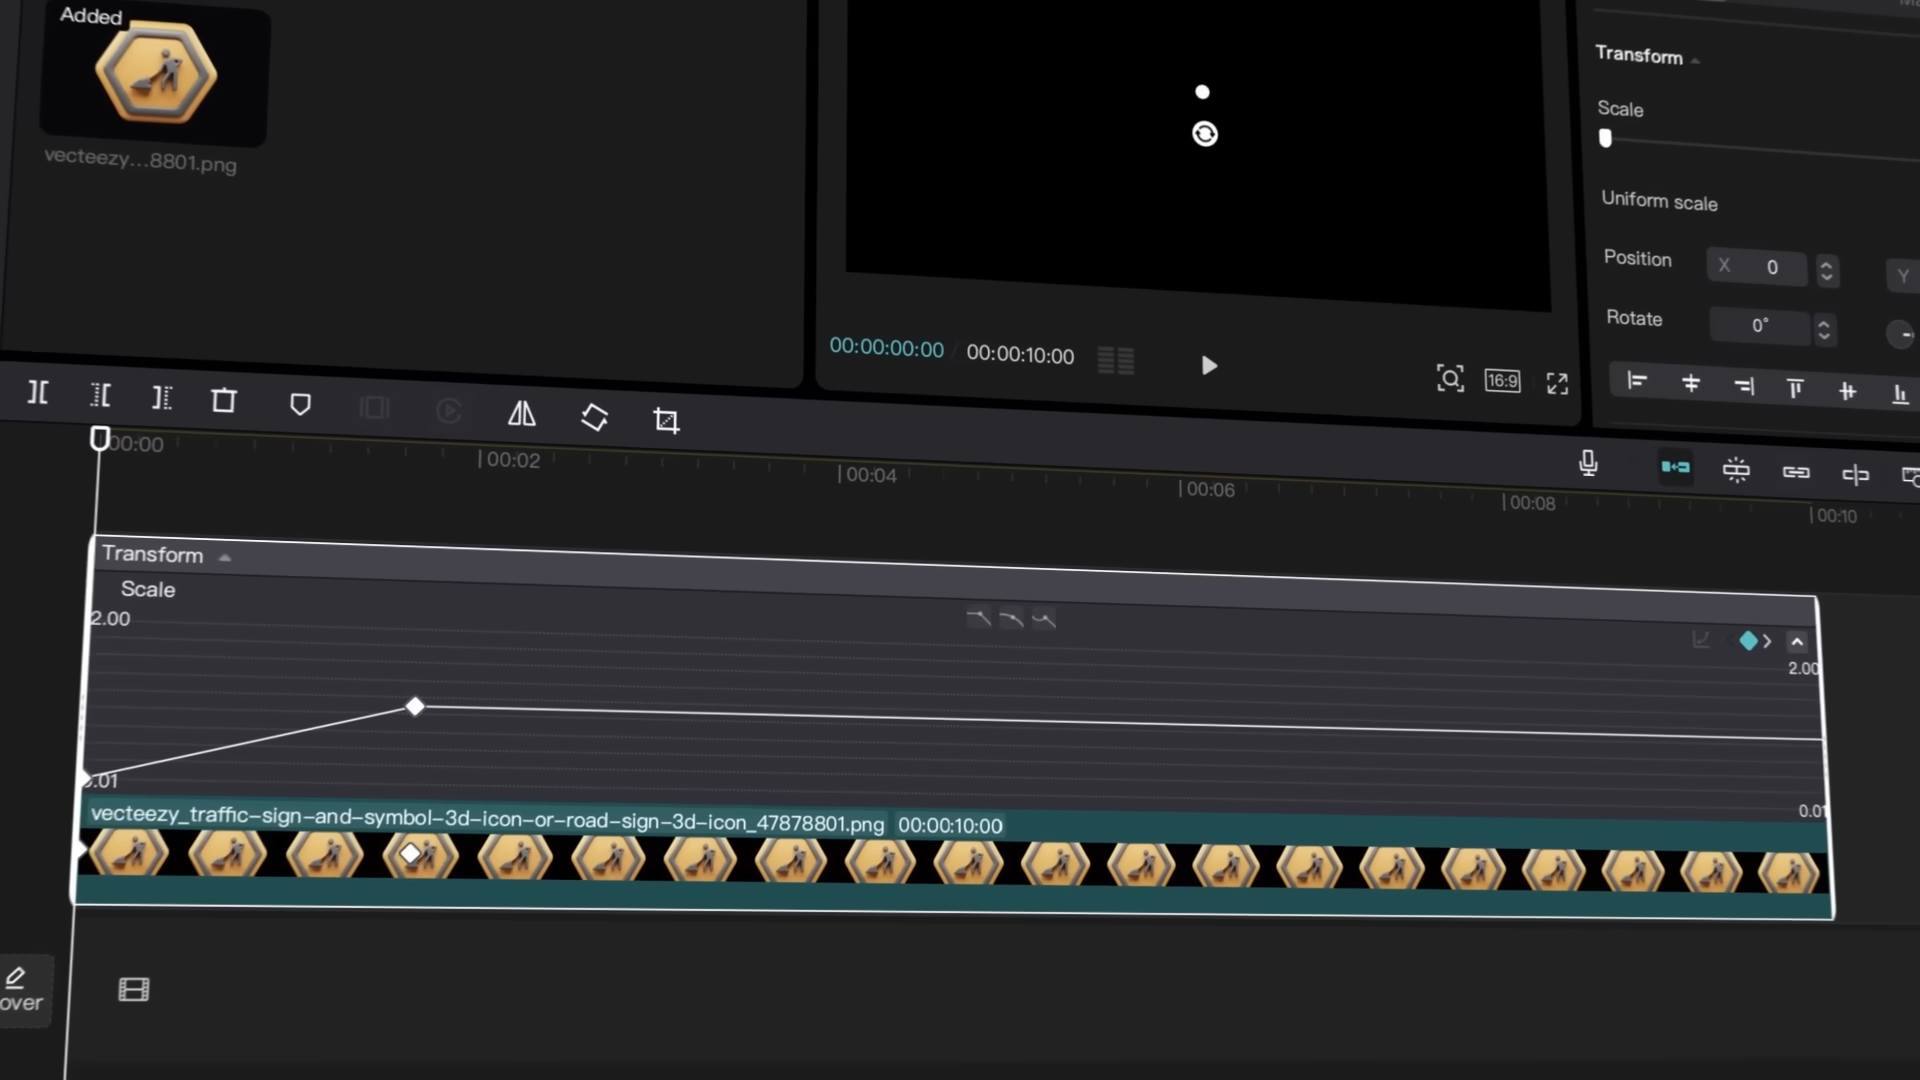 Added
vecteezy...8801.png
Transform
Scale
Uniform scale
Position X 0 Y
Rotate 0°
00:00:00:00 / 00:00:10:00
16:9
00:00 00:02 00:04 00:06 00:08 00:10
Transform
Scale
2.00
2.00
0.01
0.01
vecteezy_traffic-sign-and-symbol-3d-icon-or-road-sign-3d-icon_47878801.png 00:00:10:00
over